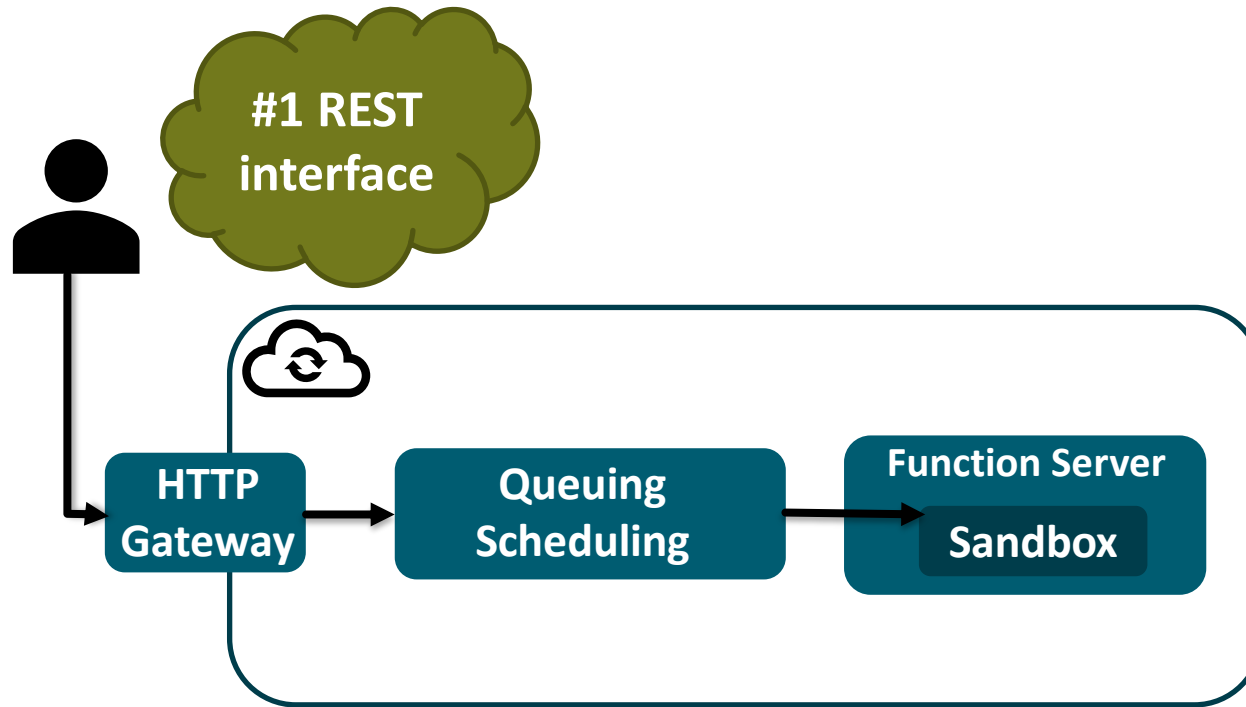 #1 REST
interface
HTTP
Gateway
Queuing
Scheduling
Function Server
Sandbox